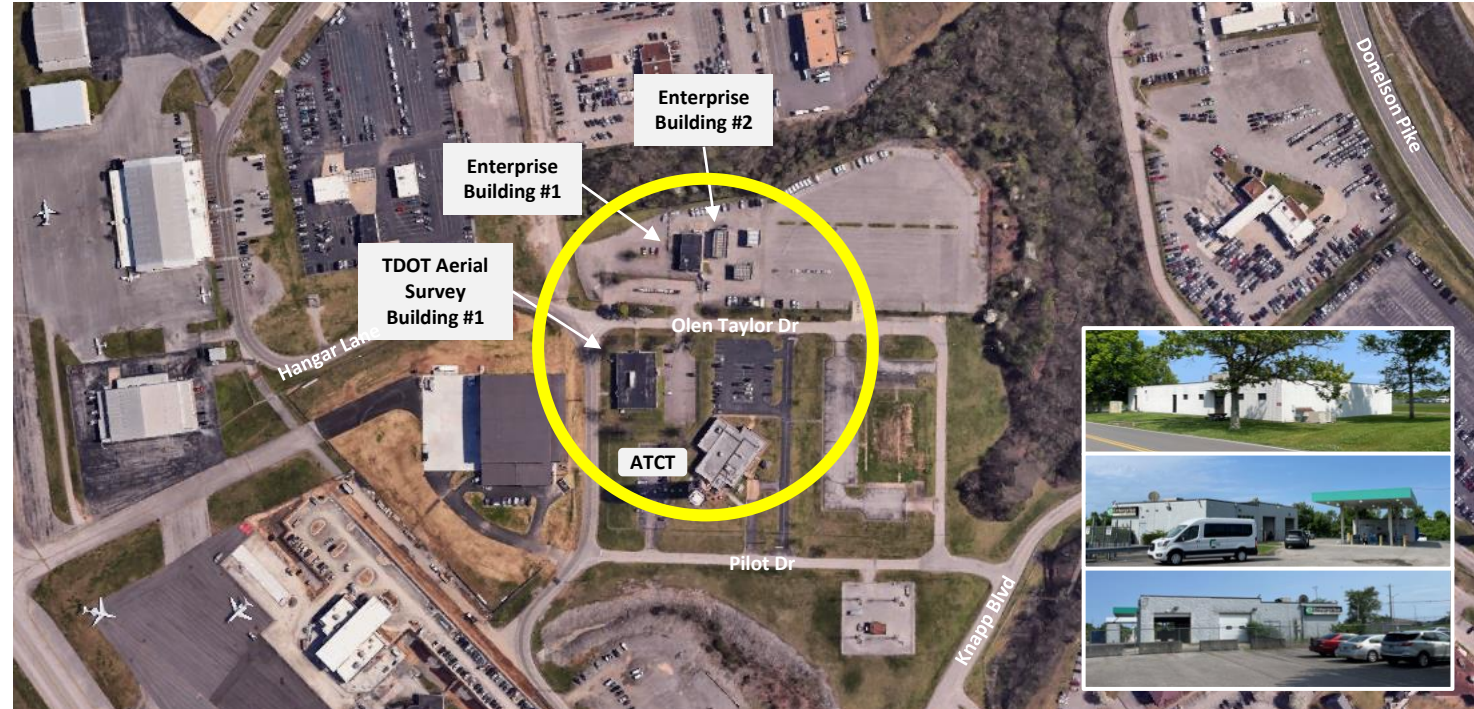 Enterprise
Building #2
Enterprise
Building #1
TDOT Aerial
Survey
Building #1
Donelson Pike
Olen Taylor Dr
Hangar Lane
ATCT
Pilot Dr
Knapp Blvd